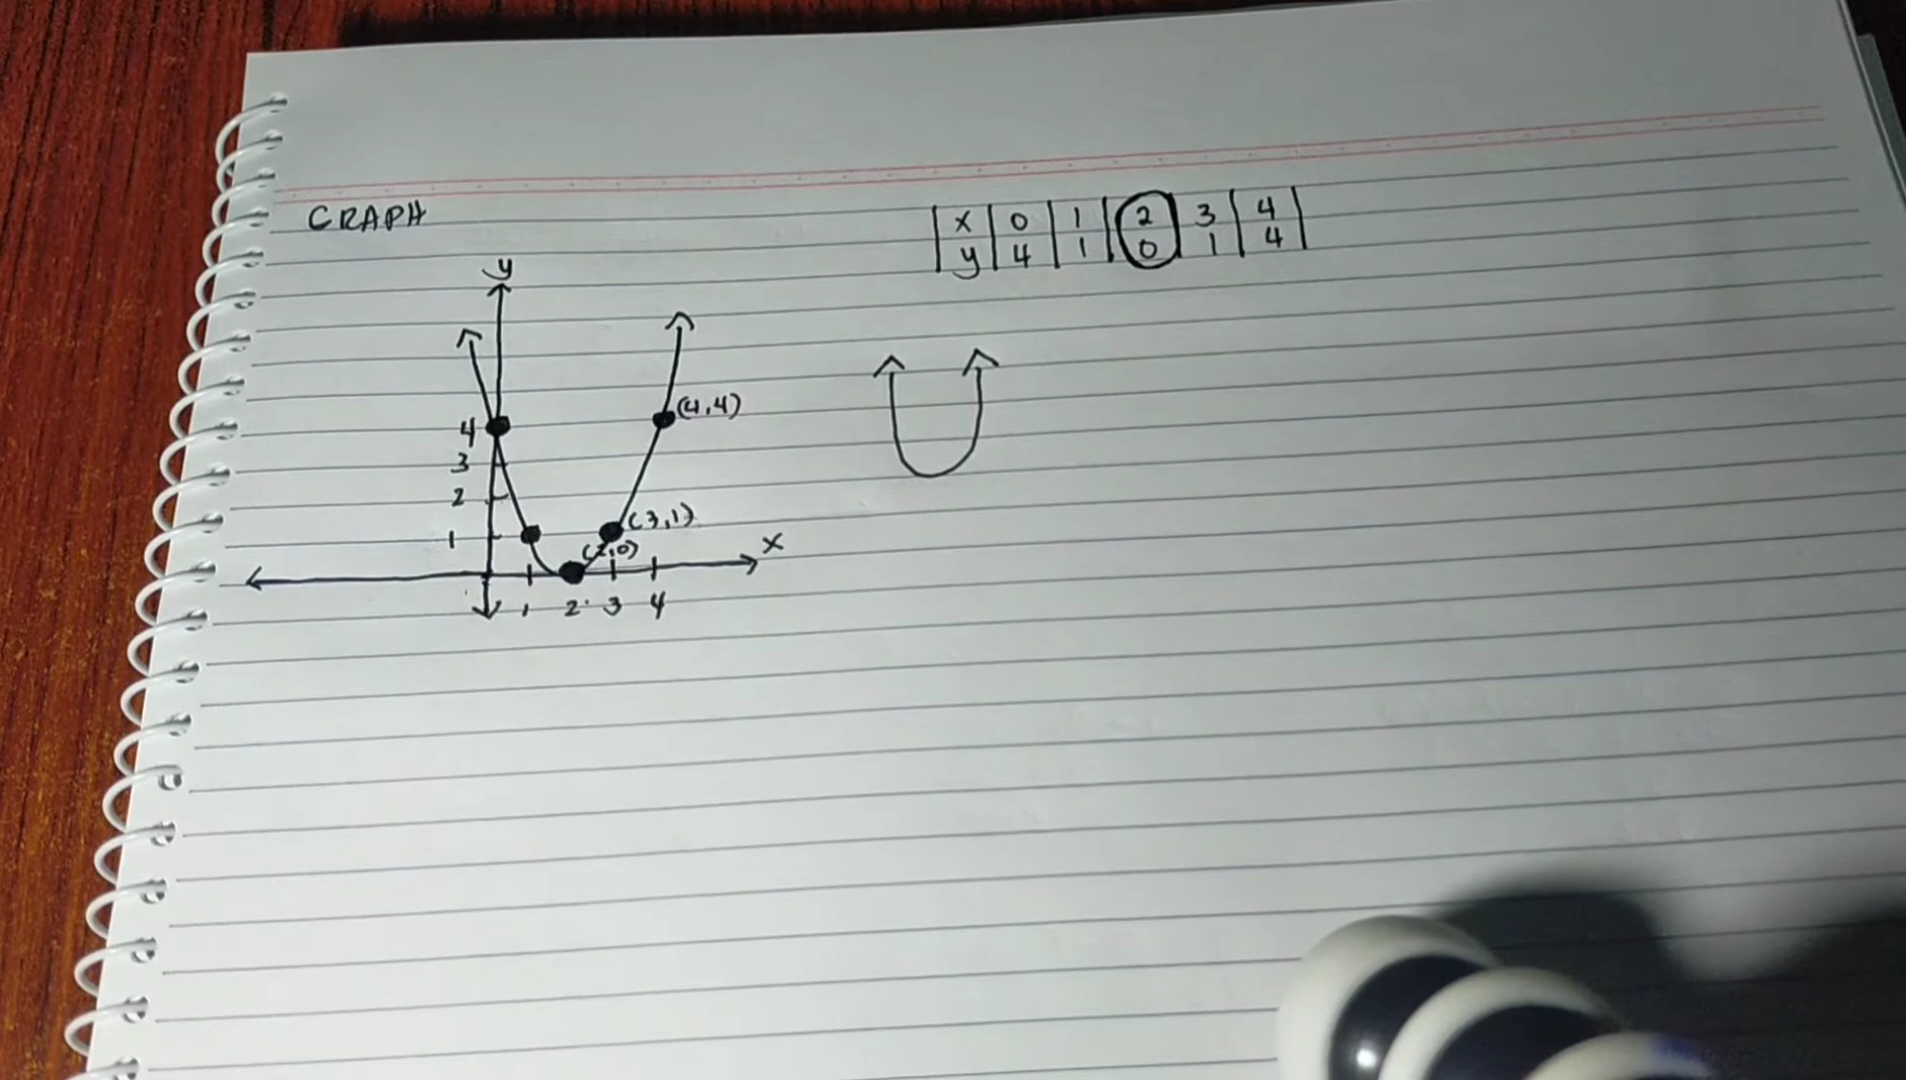 GRAPH
x 0 1 2 3 4
y 4 1 0 1 4
y
4
3
2
1
(4,4)
(3,1)
(2,0)
x
1 2 3 4